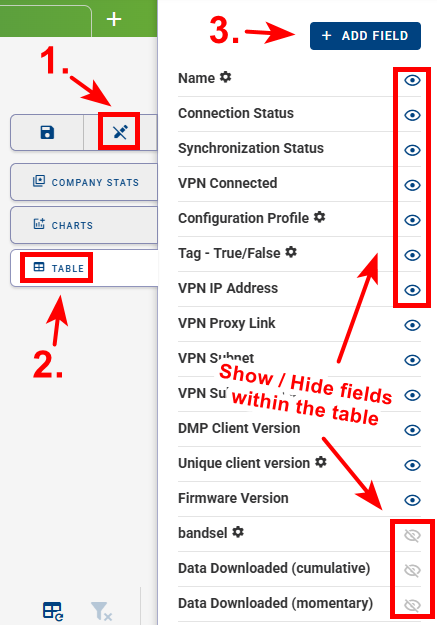 +
3.
+ ADD FIELD
1.
Name
Connection Status
Synchronization Status
VPN Connected
COMPANY STATS
Configuration Profile
CHARTS
Tag - True/False
TABLE
VPN IP Address
VPN Proxy Link
2.
VPN Subnet
Show / Hide fields
VPN
within the table
DMP Client Version
Unique client version
Firmware Version
bandsel
Data Downloaded (cumulative)
Data Downloaded (momentary)